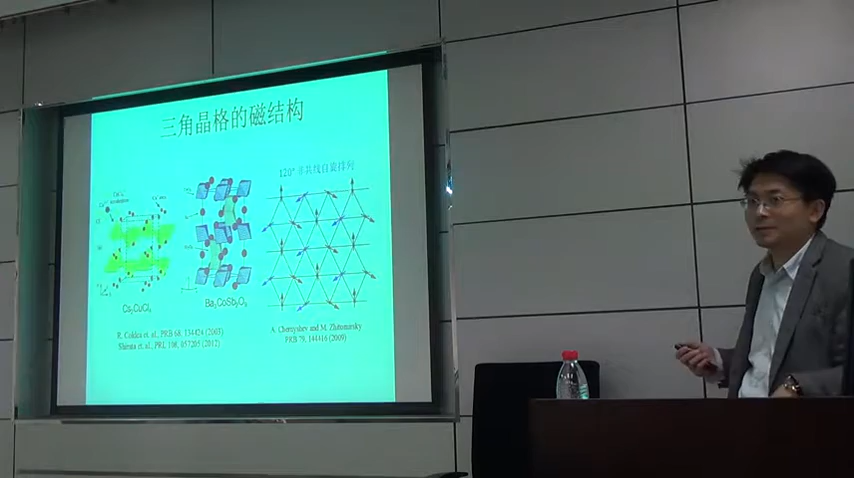 三角晶格的磁结构
120° 非共线自旋排列
Cs₂CuCl₄
Ba₃CoSb₂O₉
R. Coldea et. al., PRB 68, 134424 (2003)
Shirata et. al., PRL 108, 057205 (2012)
A. Chernyshev and M. Zhitomirsky
PRB 79, 144416 (2009)